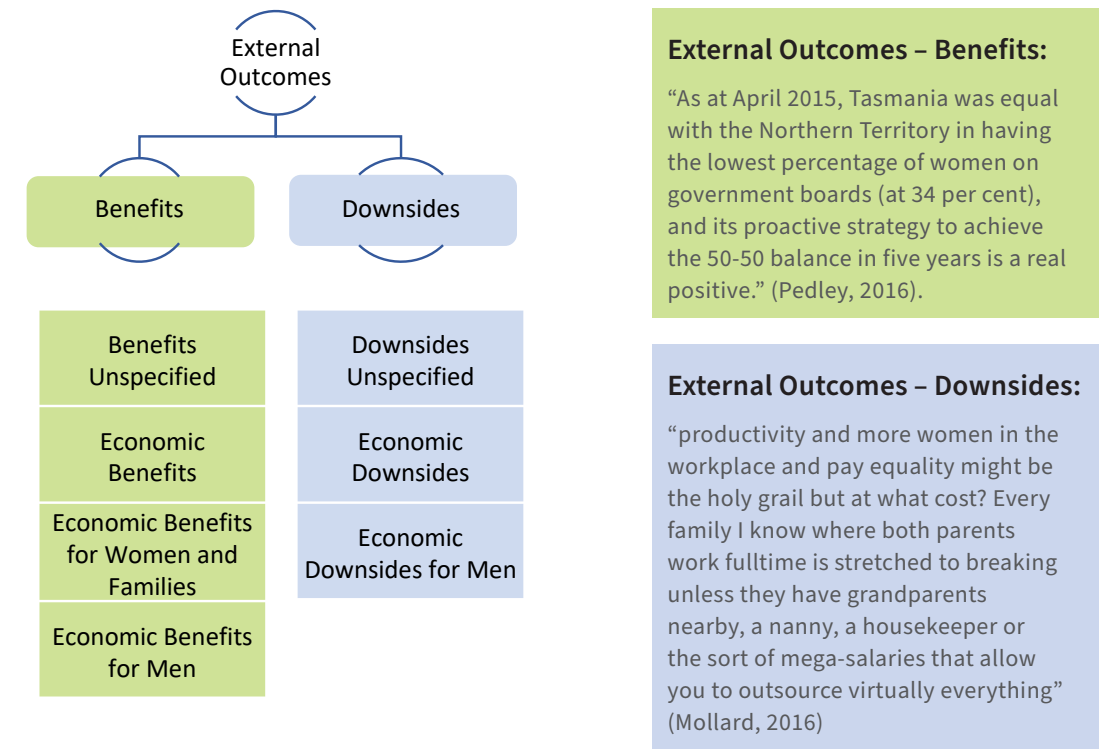 External
Outcomes
Benefits
Downsides
Benefits
Unspecified
Economic
Benefits
Economic Benefits
for Women and
Families
Economic Benefits
for Men
Downsides
Unspecified
Economic
Downsides
Economic
Downsides for Men
External Outcomes – Benefits:
“As at April 2015, Tasmania was equal
with the Northern Territory in having
the lowest percentage of women on
government boards (at 34 per cent),
and its proactive strategy to achieve
the 50-50 balance in five years is a real
positive.” (Pedley, 2016).
External Outcomes – Downsides:
“productivity and more women in the
workplace and pay equality might be
the holy grail but at what cost? Every
family I know where both parents
work fulltime is stretched to breaking
unless they have grandparents
nearby, a nanny, a housekeeper or
the sort of mega-salaries that allow
you to outsource virtually everything”
(Mollard, 2016)